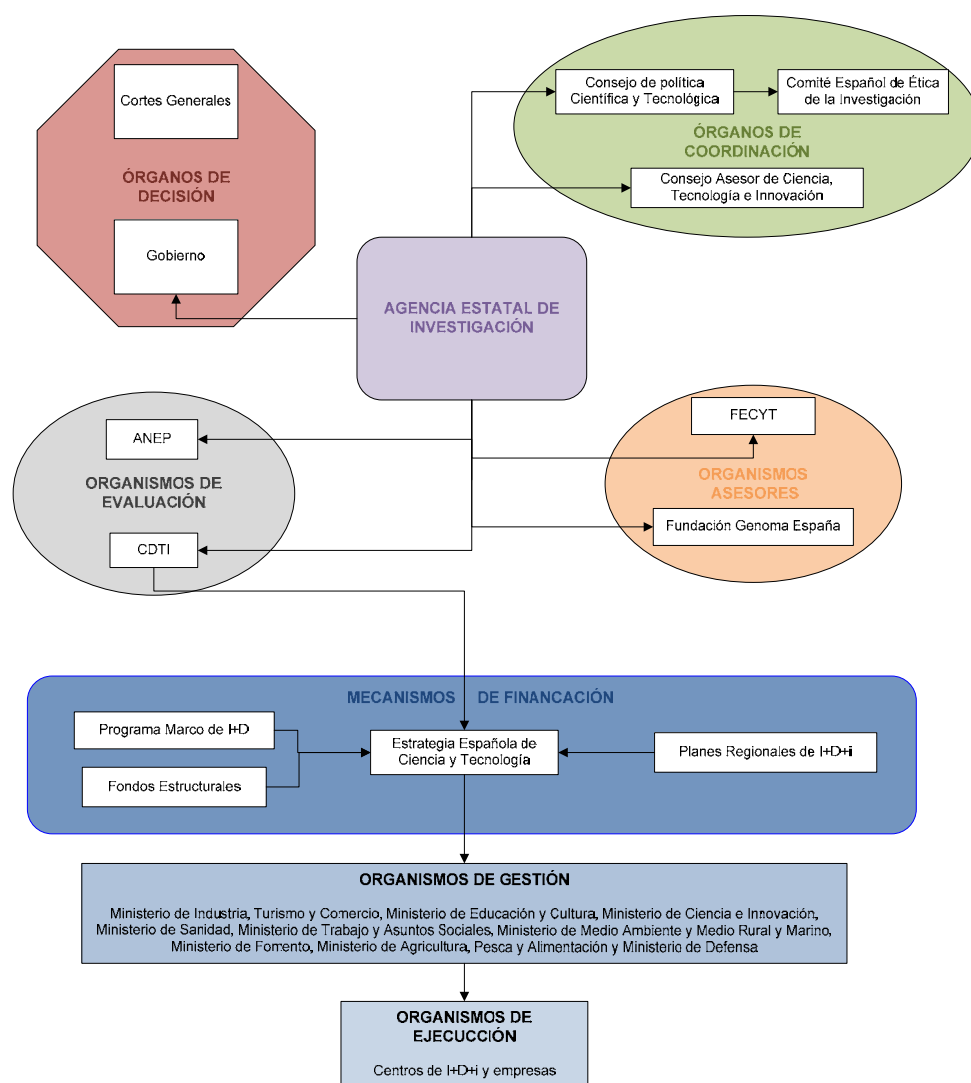 Cortes Generales
ÓRGANOS DE
DECISIÓN
Gobierno
Consejo de política
Científica y Tecnológica
Comité Español de Ética
de la Investigación
ÓRGANOS DE
COORDINACIÓN
Consejo Asesor de Ciencia,
Tecnología e Innovación
AGENCIA ESTATAL DE
INVESTIGACIÓN
ANEP
ORGANISMOS DE
EVALUACIÓN
CDTI
FECYT
ORGANISMOS
ASESORES
Fundación Genoma España
MECANISMOS DE FINANCACIÓN
Programa Marco de I+D
Fondos Estructurales
Estrategia Española de
Ciencia y Tecnología
Planes Regionales de I+D+i
ORGANISMOS DE GESTIÓN
Ministerio de Industria, Turismo y Comercio, Ministerio de Educación y Cultura, Ministerio de Ciencia e Innovación,
Ministerio de Sanidad, Ministerio de Trabajo y Asuntos Sociales, Ministerio de Medio Ambiente y Medio Rural y Marino,
Ministerio de Fomento, Ministerio de Agricultura, Pesca y Alimentación y Ministerio de Defensa
ORGANISMOS DE
EJECUCCIÓN
Centros de I+D+i y empresas